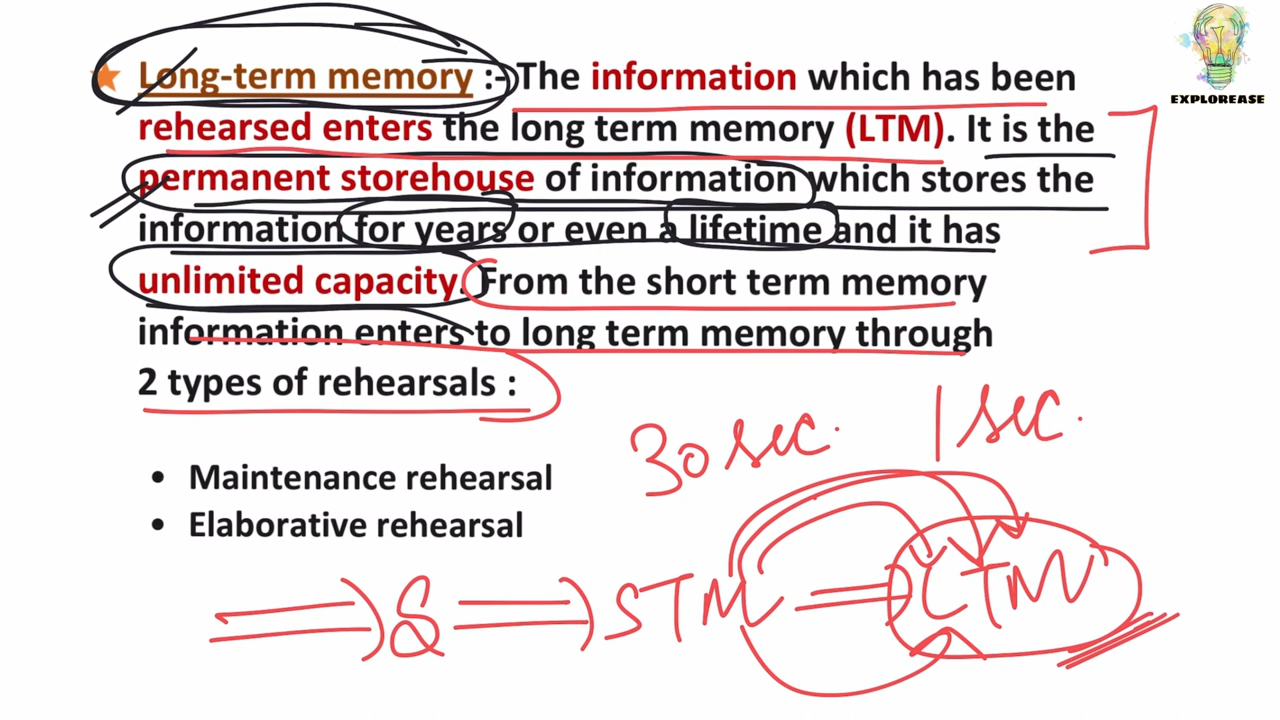 EXPLOREASE
Long-term memory :- The information which has been
rehearsed enters the long term memory (LTM). It is the
permanent storehouse of information which stores the
information for years or even a lifetime and it has
unlimited capacity. From the short term memory
information enters to long term memory through
2 types of rehearsals :
30 sec. 1 sec.
• Maintenance rehearsal
• Elaborative rehearsal
S STM LTM